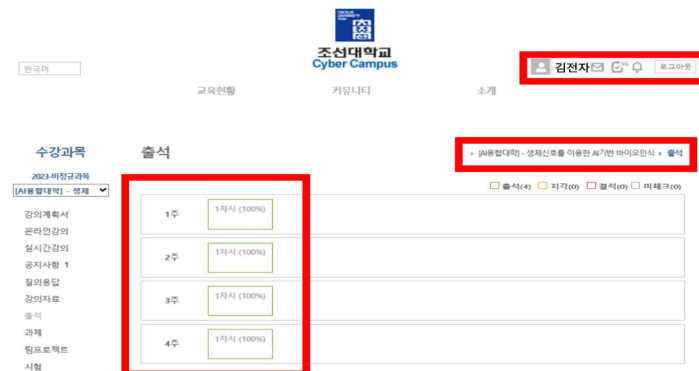 조선대학교
Cyber Campus
한국어
김전자
로그아웃
교육현황
커뮤니티
소개
수강과목
출석
▸ [AI융합대학] - 생체신호를 이용한 AI기반 바이오인식 ▸ 출석
2023-비정규과목
[AI융합대학] - 생체
출석(4) 지각(0) 결석(0) 미체크(0)
강의계획서
온라인강의
실시간강의
공지사항 1
질의응답
강의자료
출석
과제
팀프로젝트
시험
1주 1차시 (100%)
2주 1차시 (100%)
3주 1차시 (100%)
4주 1차시 (100%)